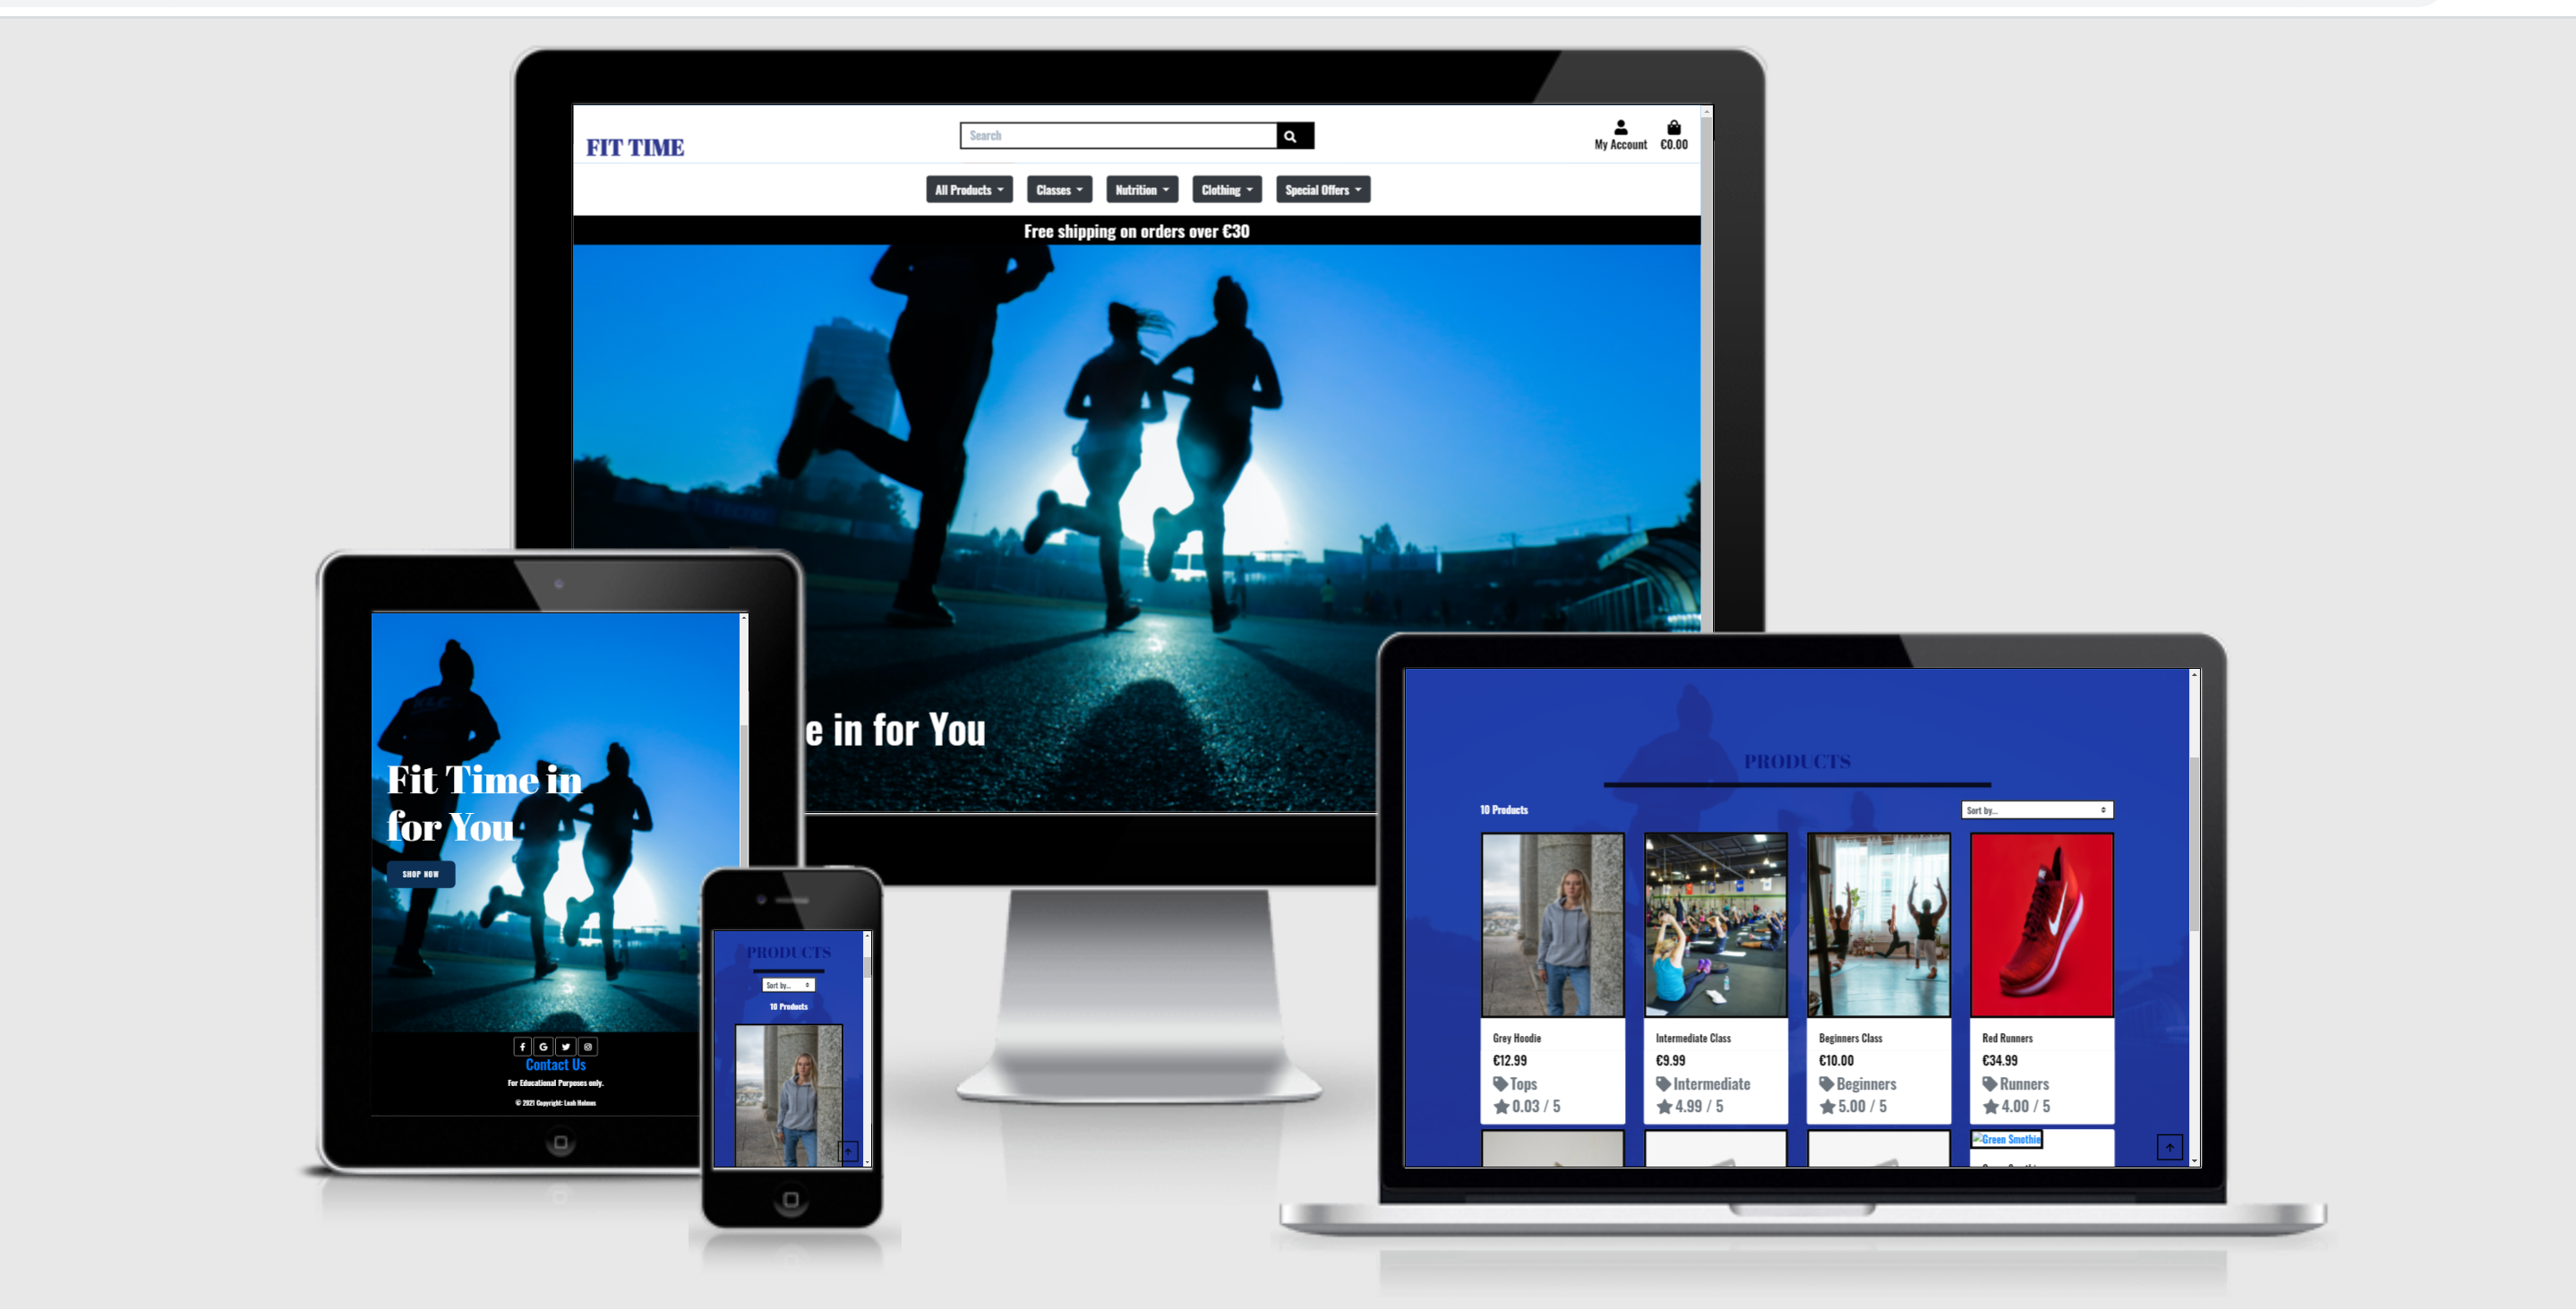 FIT TIME
Search
My Account
€0.00
All Products
Classes
Nutrition
Clothing
Special Offers
Free shipping on orders over €30
e in for You
Fit Time in
for You
SHOP NOW
Contact Us
For Educational Purposes only.
© 2021 Copyright: Leah Holmes
PRODUCTS
Sort by...
10 Products
PRODUCTS
10 Products
Sort by...
Grey Hoodie
€12.99
Tops
0.03 / 5
Intermediate Class
€9.99
Intermediate
4.99 / 5
Beginners Class
€10.00
Beginners
5.00 / 5
Red Runners
€34.99
Runners
4.00 / 5
Green Smothie